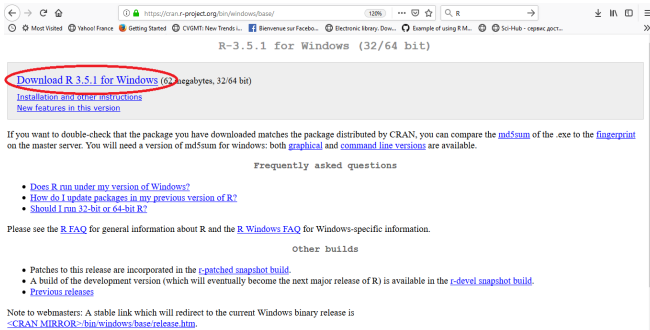 https://cran.r-project.org/bin/windows/base/ 120% R
Most Visited Yahoo! France Getting Started CVGMT: New Trends i... Bienvenue sur Facebo... Electronic library. Dow... Example of using R M... Sci-Hub - сервис дост...
R-3.5.1 for Windows (32/64 bit)
Download R 3.5.1 for Windows (62 megabytes, 32/64 bit)
Installation and other instructions
New features in this version
If you want to double-check that the package you have downloaded matches the package distributed by CRAN, you can compare the md5sum of the .exe to the fingerprint
on the master server. You will need a version of md5sum for windows: both graphical and command line versions are available.
Frequently asked questions
Does R run under my version of Windows?
How do I update packages in my previous version of R?
Should I run 32-bit or 64-bit R?
Please see the R FAQ for general information about R and the R Windows FAQ for Windows-specific information.
Other builds
Patches to this release are incorporated in the r-patched snapshot build.
A build of the development version (which will eventually become the next major release of R) is available in the r-devel snapshot build.
Previous releases
Note to webmasters: A stable link which will redirect to the current Windows binary release is
<CRAN MIRROR>/bin/windows/base/release.htm.